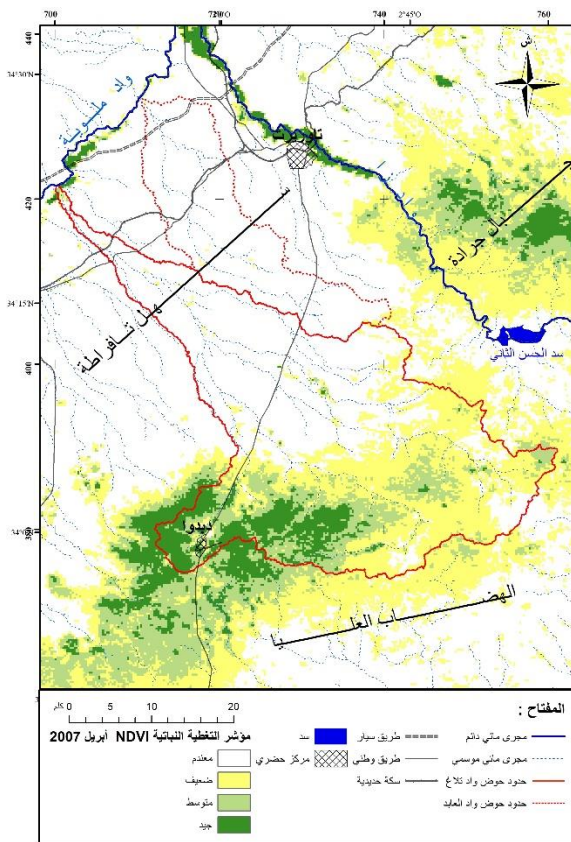 700
720
740
2°45'0
760
440
34°30'N
ش
واد ملوية
تاوريرت
420
34°15'N
سهل تافراطة
جبال جرادة
سد الحسن الثاني
400
دبدوا
الهضاب العليا
المفتاح :
مجرى مائي دائم
مجرى مائي موسمي
حدود حوض واد تلاغ
حدود حوض واد العابد
طريق سيار
طريق وطني
سكة حديدية
سد
مركز حضري
كلم 0 5 10 20
مؤشر التغطية النباتية NDVI أبريل 2007
منعدم
ضعيف
متوسط
جيد